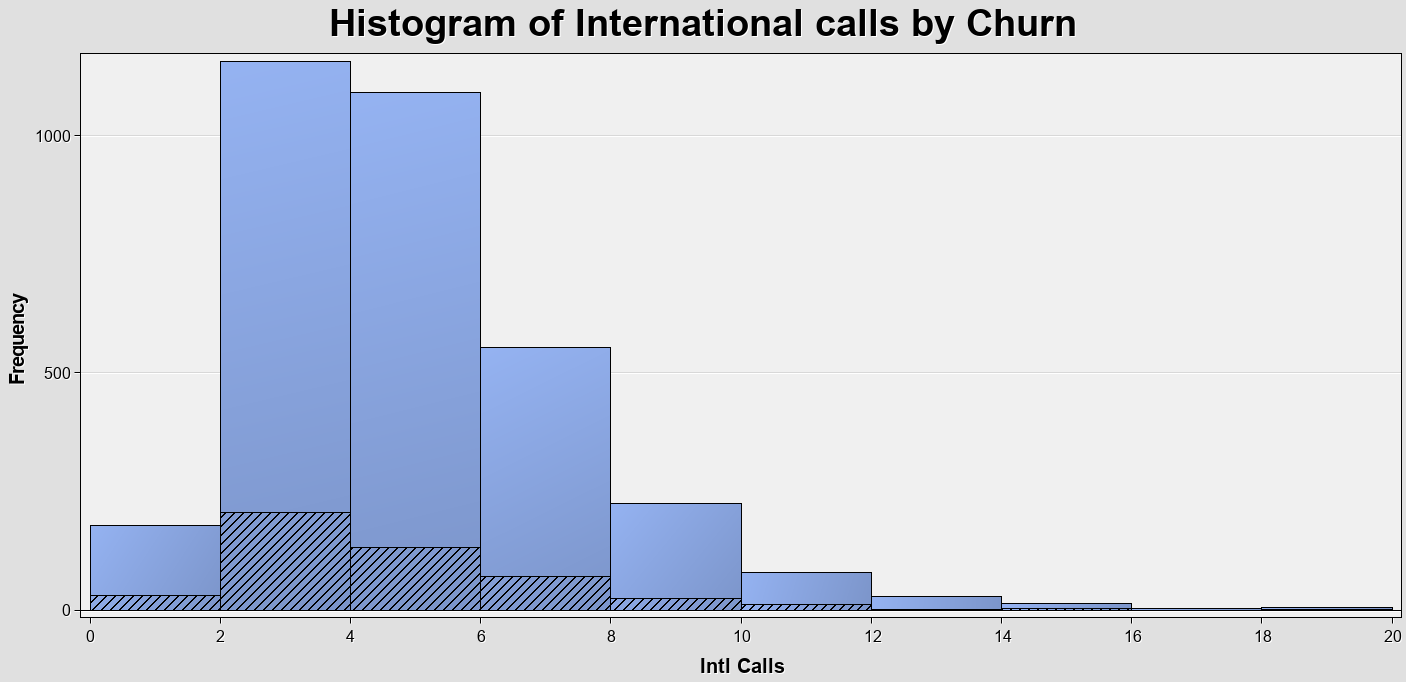 Histogram of International calls by Churn
Frequency
1000
500
0
0 2 4 6 8 10 12 14 16 18 20
Intl Calls